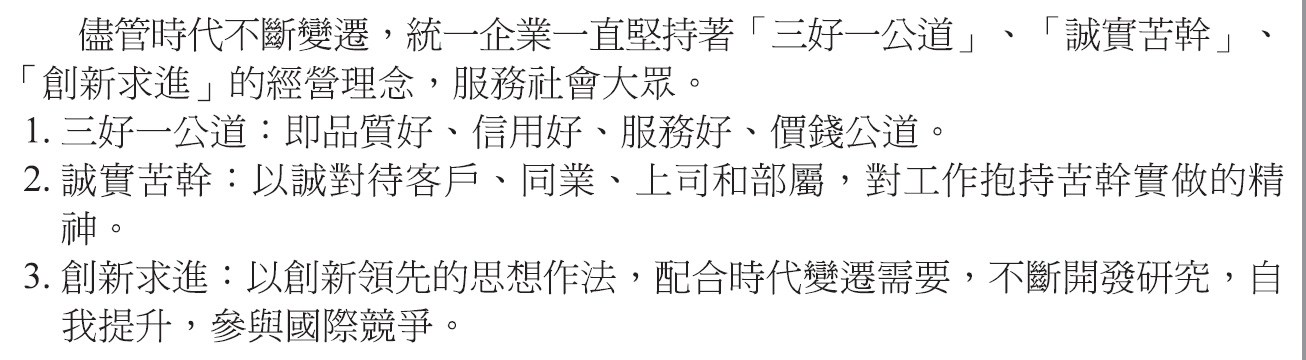 儘管時代不斷變遷，統一企業一直堅持著「三好一公道」、「誠實苦幹」、
「創新求進」的經營理念，服務社會大眾。
1. 三好一公道：即品質好、信用好、服務好、價錢公道。
2. 誠實苦幹：以誠對待客戶、同業、上司和部屬，對工作抱持苦幹實做的精
神。
3. 創新求進：以創新領先的思想作法，配合時代變遷需要，不斷開發研究，自
我提升，參與國際競爭。